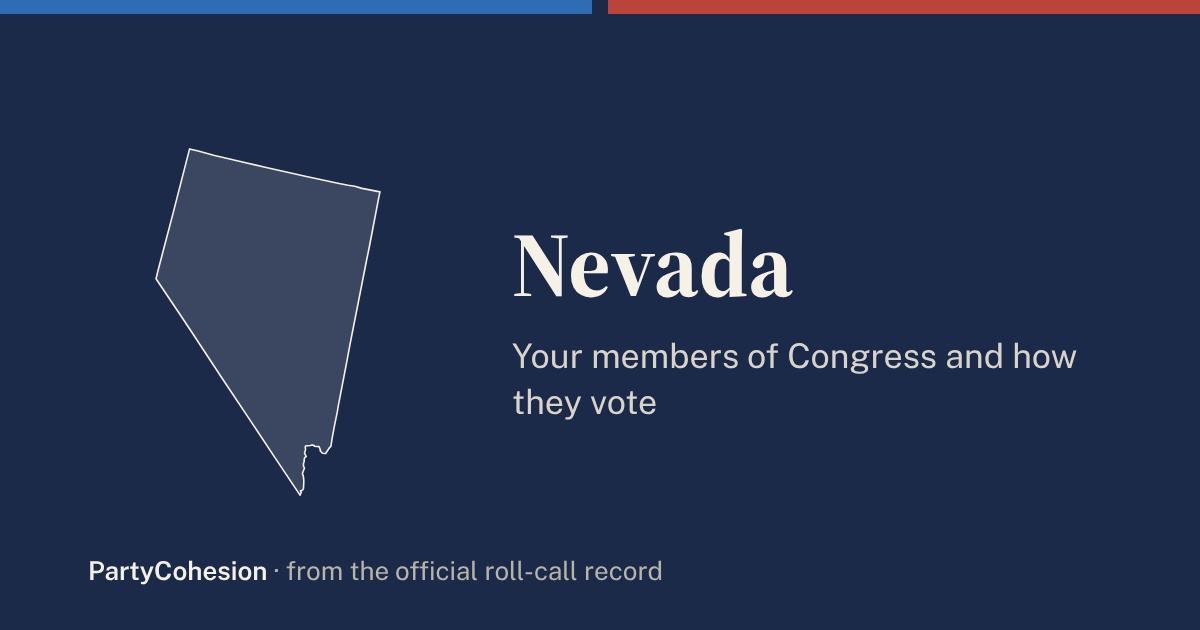 Nevada
Your members of Congress and how
they vote
PartyCohesion · from the official roll-call record